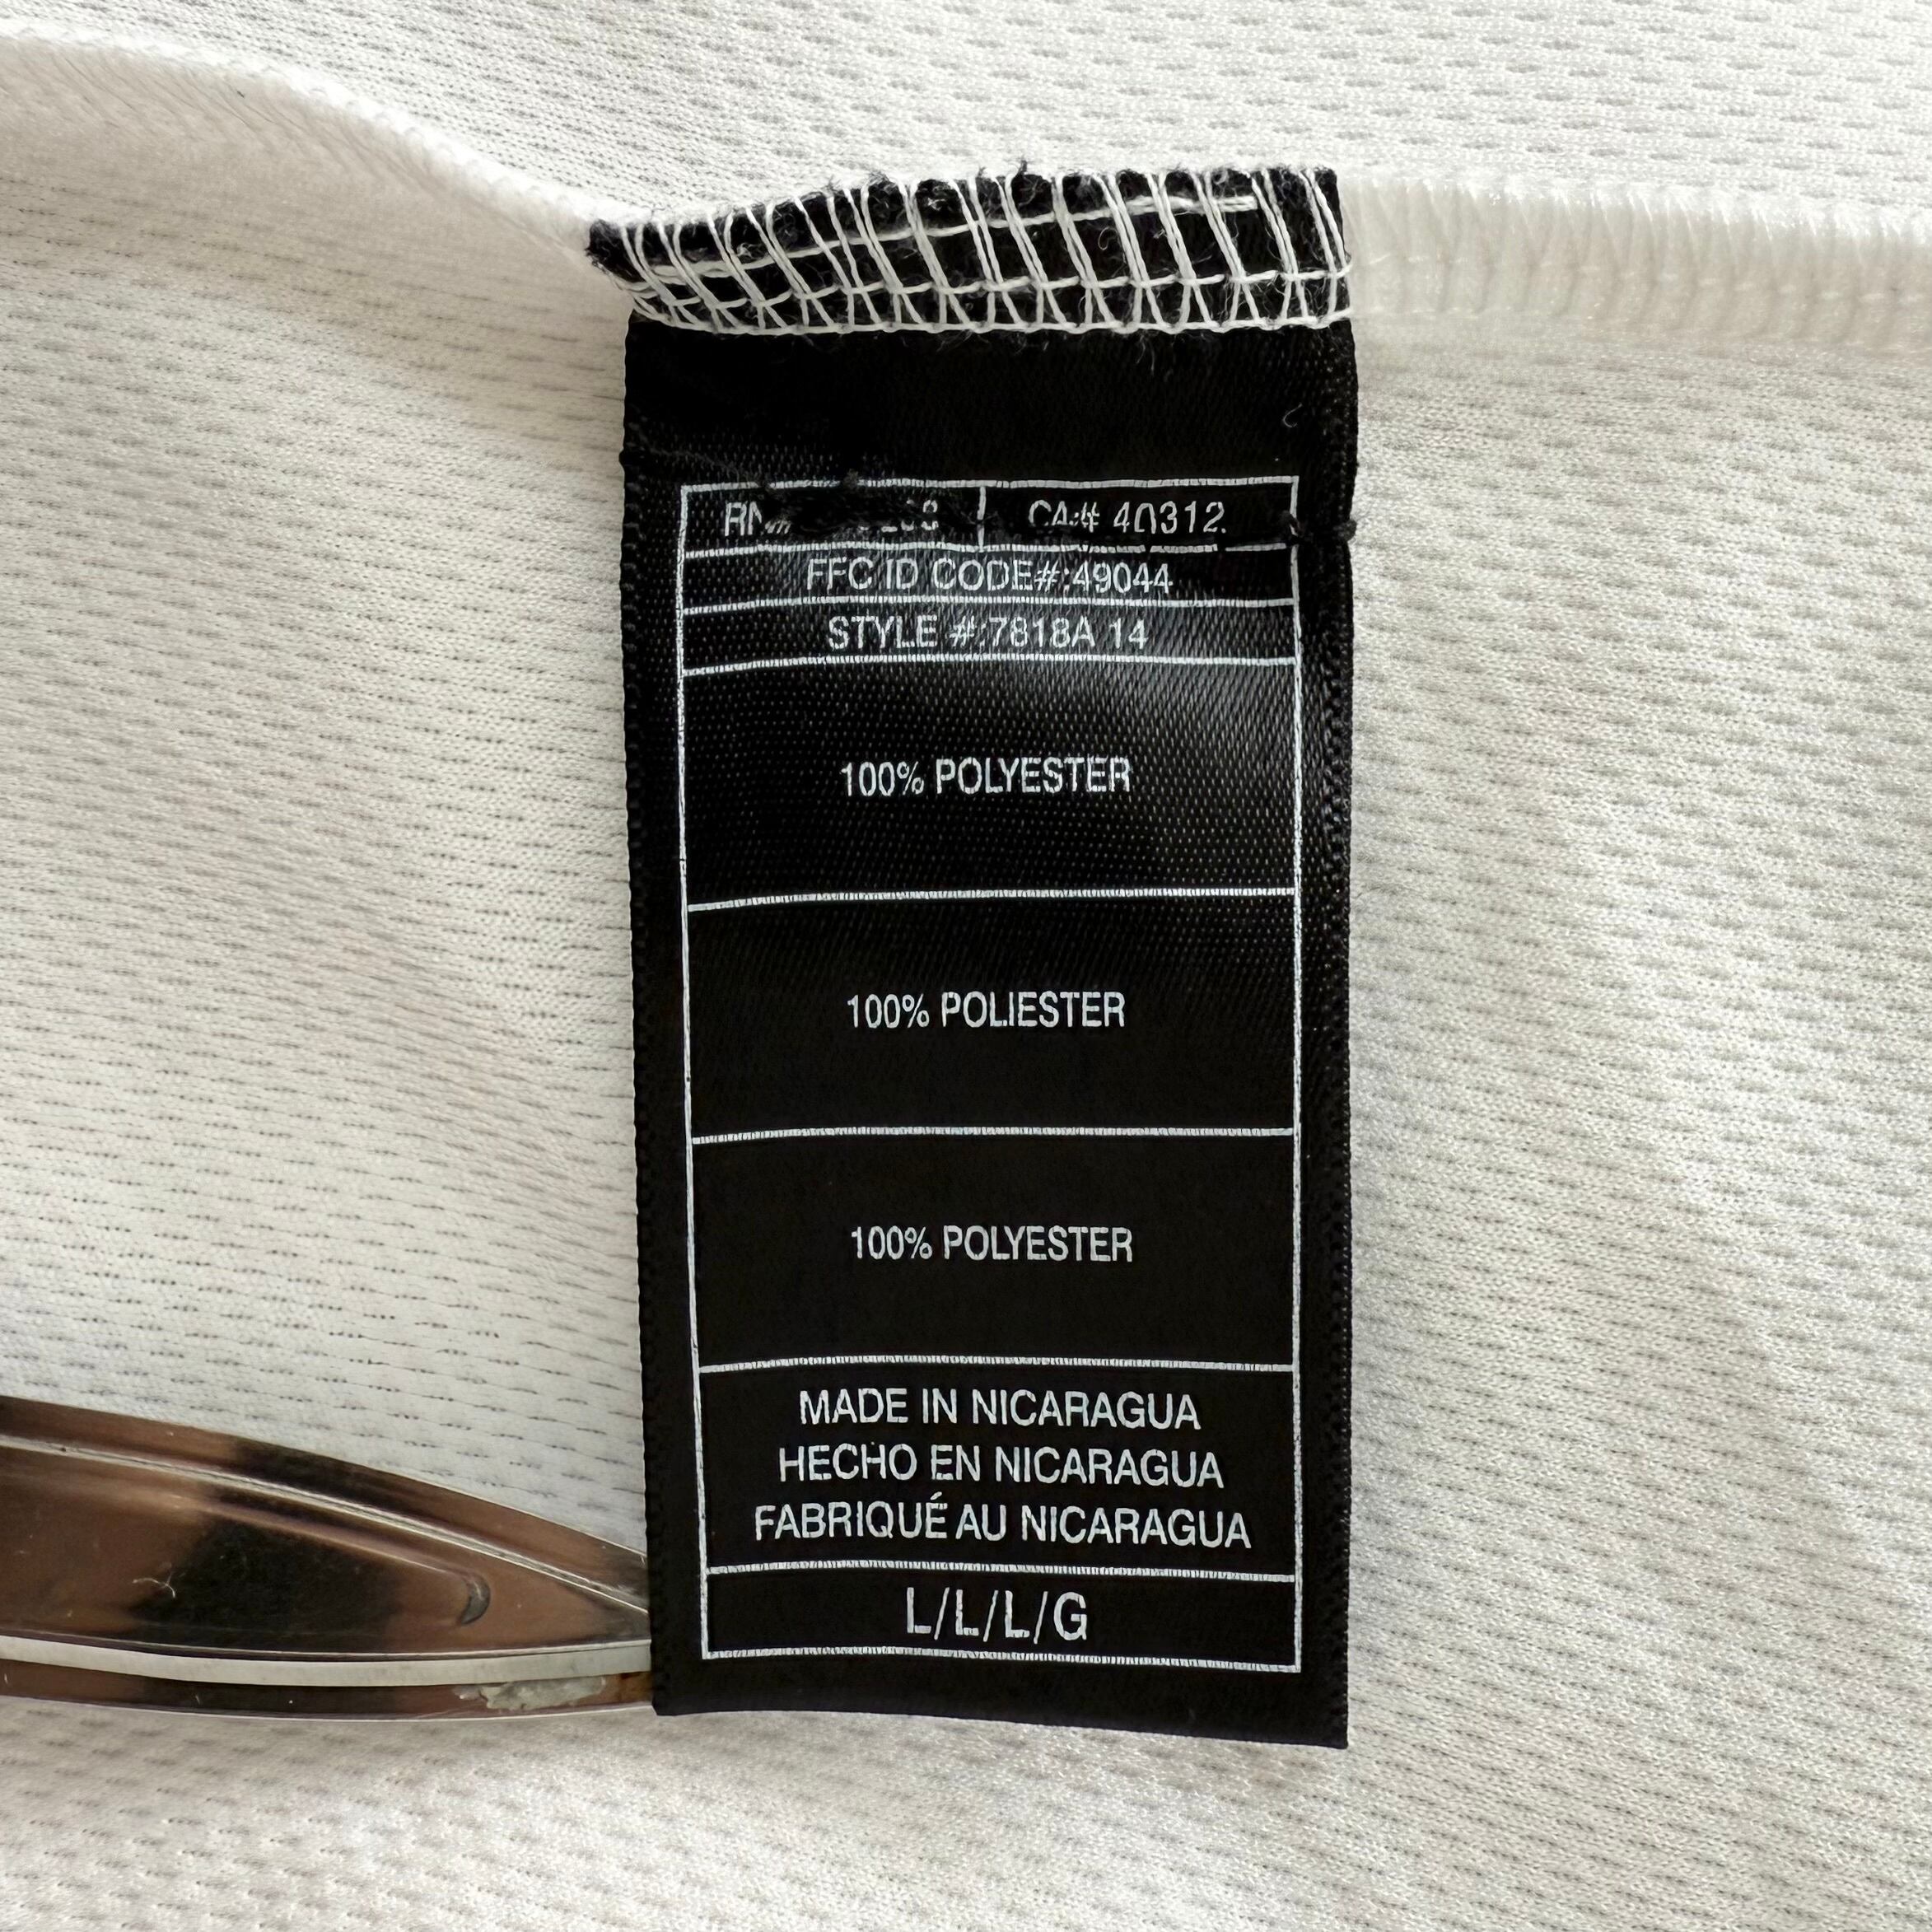 RN#
CA# 40312
FFC ID CODE#:49044
STYLE #:7818A 14
100% POLYESTER
100% POLIESTER
100% POLYESTER
MADE IN NICARAGUA
HECHO EN NICARAGUA
FABRIQUÉ AU NICARAGUA
L/L/L/G